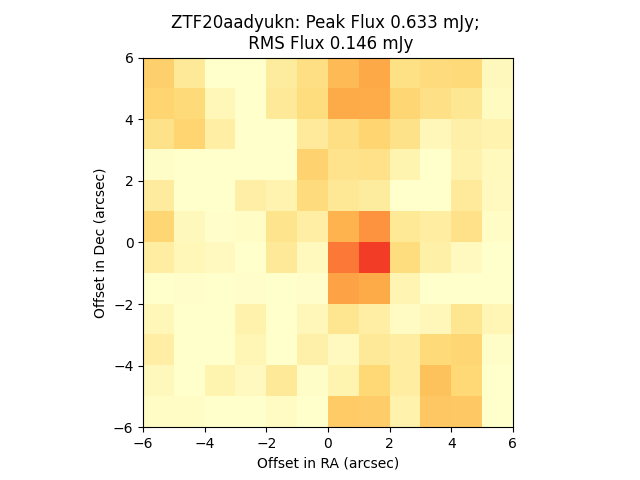 ZTF20aadyukn: Peak Flux 0.633 mJy;
RMS Flux 0.146 mJy
6
4
2
0
−2
−4
−6
Offset in Dec (arcsec)
−6 −4 −2 0 2 4 6
Offset in RA (arcsec)